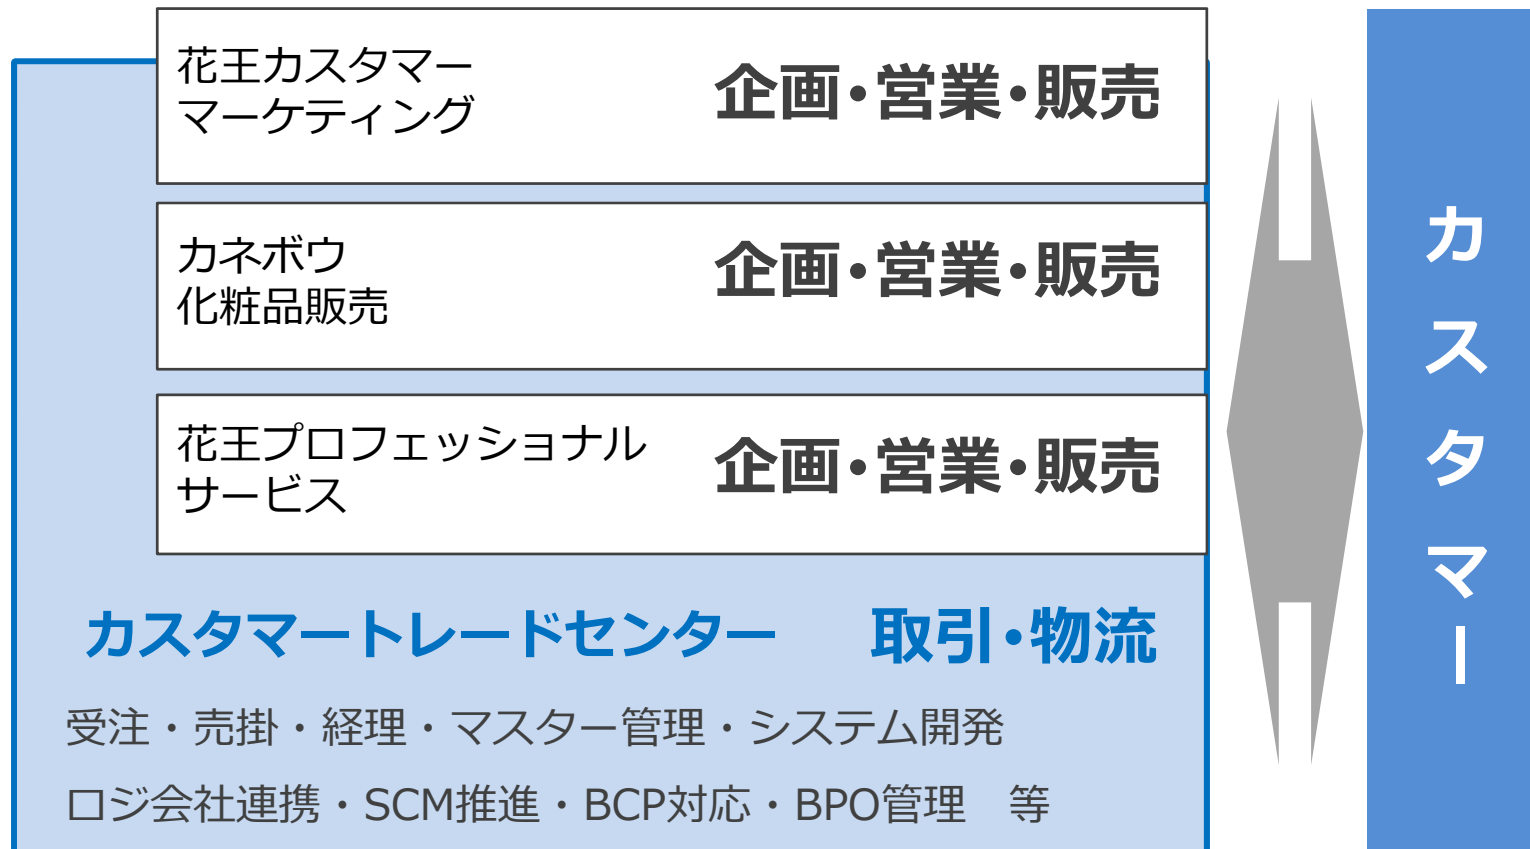 花王カスタマー
マーケティング
企画・営業・販売
カネボウ
化粧品販売
企画・営業・販売
花王プロフェッショナル
サービス
企画・営業・販売
カスタマートレードセンター　取引・物流
受注・売掛・経理・マスター管理・システム開発
ロジ会社連携・SCM推進・BCP対応・BPO管理　等
カスタマー